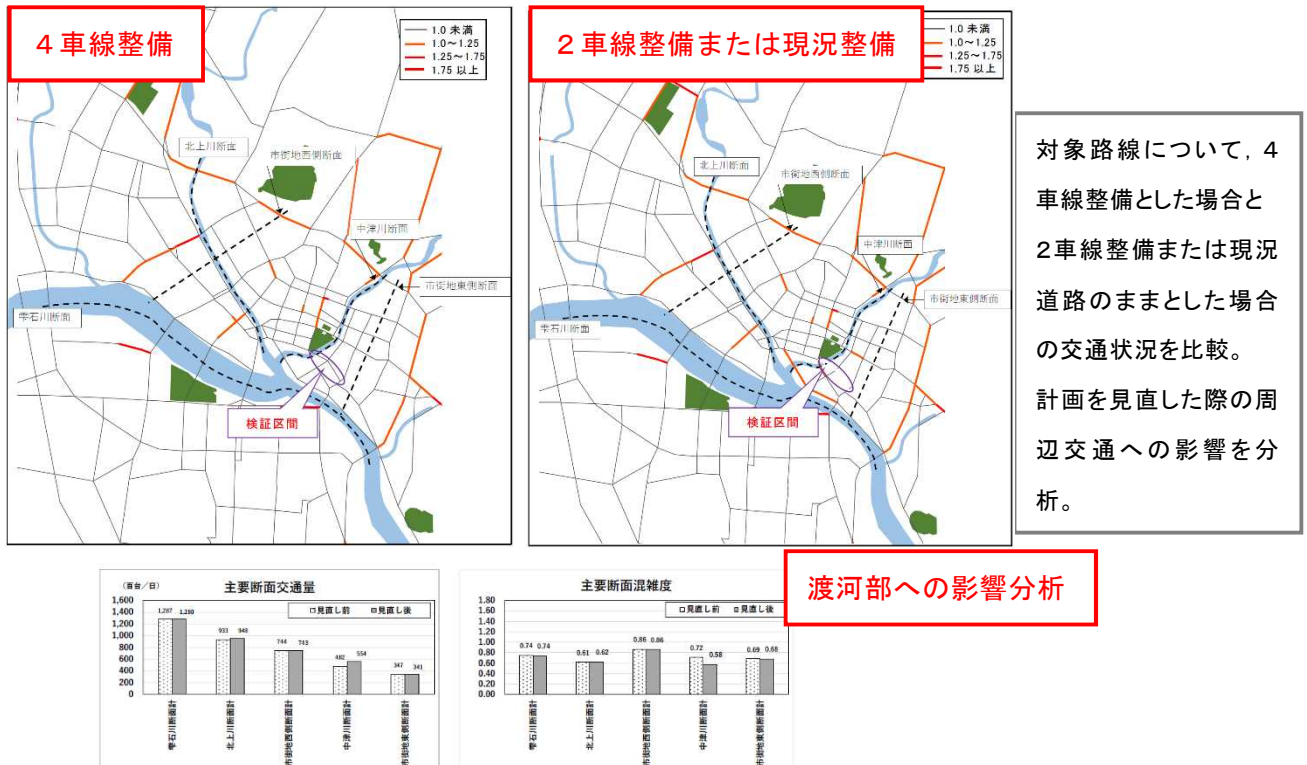 4車線整備
1.0 未満
1.0～1.25
1.25～1.75
1.75 以上
北上川断面
市街地西側断面
中津川断面
市街地東側断面
雫石川断面
検証区間
2車線整備または現況整備
1.0 未満
1.0～1.25
1.25～1.75
1.75 以上
北上川断面
市街地西側断面
中津川断面
市街地東側断面
雫石川断面
検証区間
対象路線について，4
車線整備とした場合と
2車線整備または現況
道路のままとした場合
の交通状況を比較。
計画を見直した際の周
辺交通への影響を分
析。
渡河部への影響分析
（百台／日）
主要断面交通量
見直し前 見直し後
1,600
1,400
1,200
1,000
800
600
400
200
0
1,287 1,280
933 948
744 743
482 554
347 341
雫石川断面計
北上川断面計
市街地西側断面計
中津川断面計
市街地東側断面計
主要断面混雑度
見直し前 見直し後
1.80
1.60
1.40
1.20
1.00
0.80
0.60
0.40
0.20
0.00
0.74 0.74
0.61 0.62
0.86 0.86
0.72 0.58
0.69 0.68
雫石川断面計
北上川断面計
市街地西側断面計
中津川断面計
市街地東側断面計